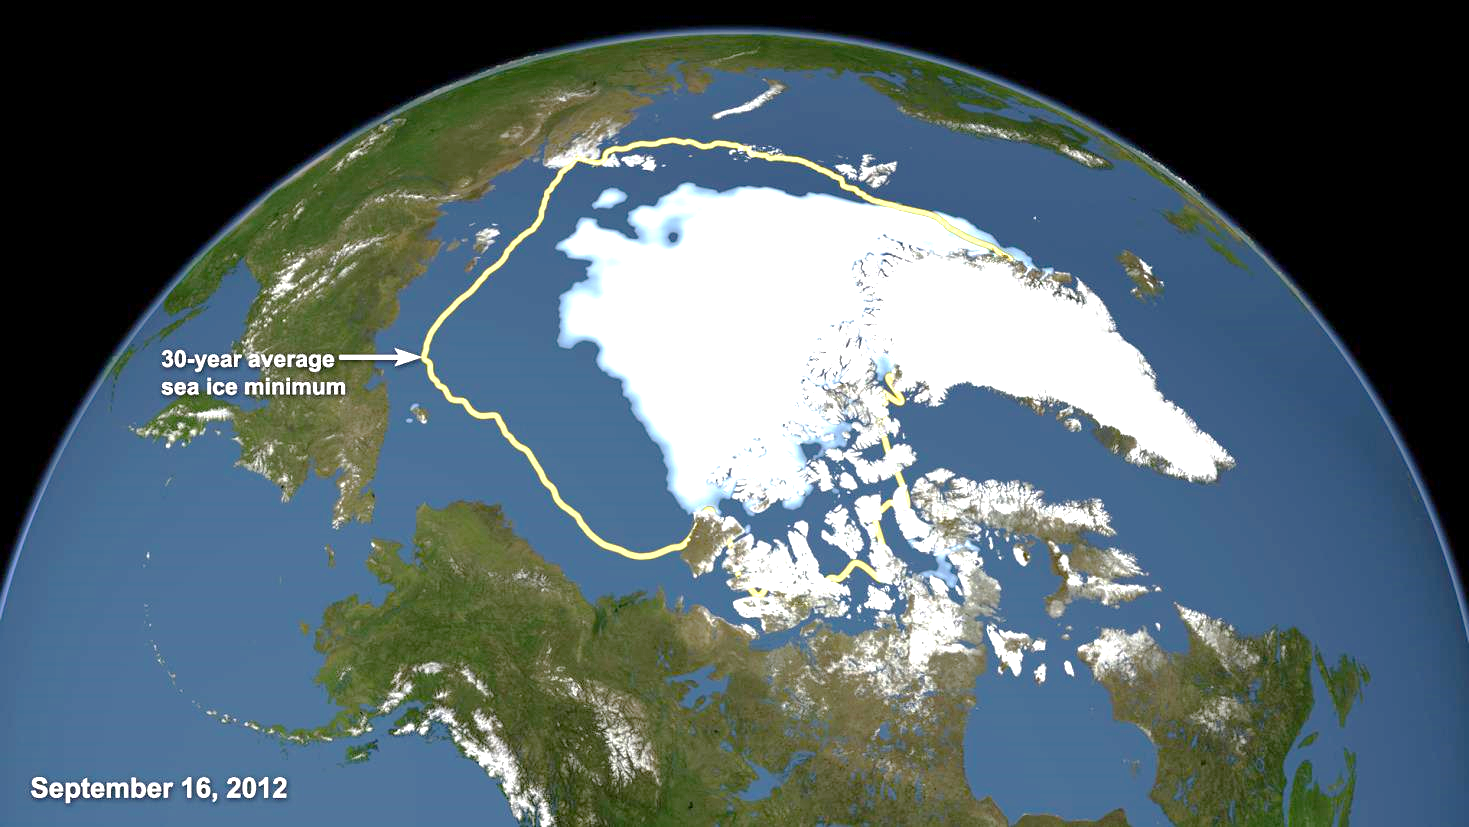 30-year average
sea ice minimum
September 16, 2012